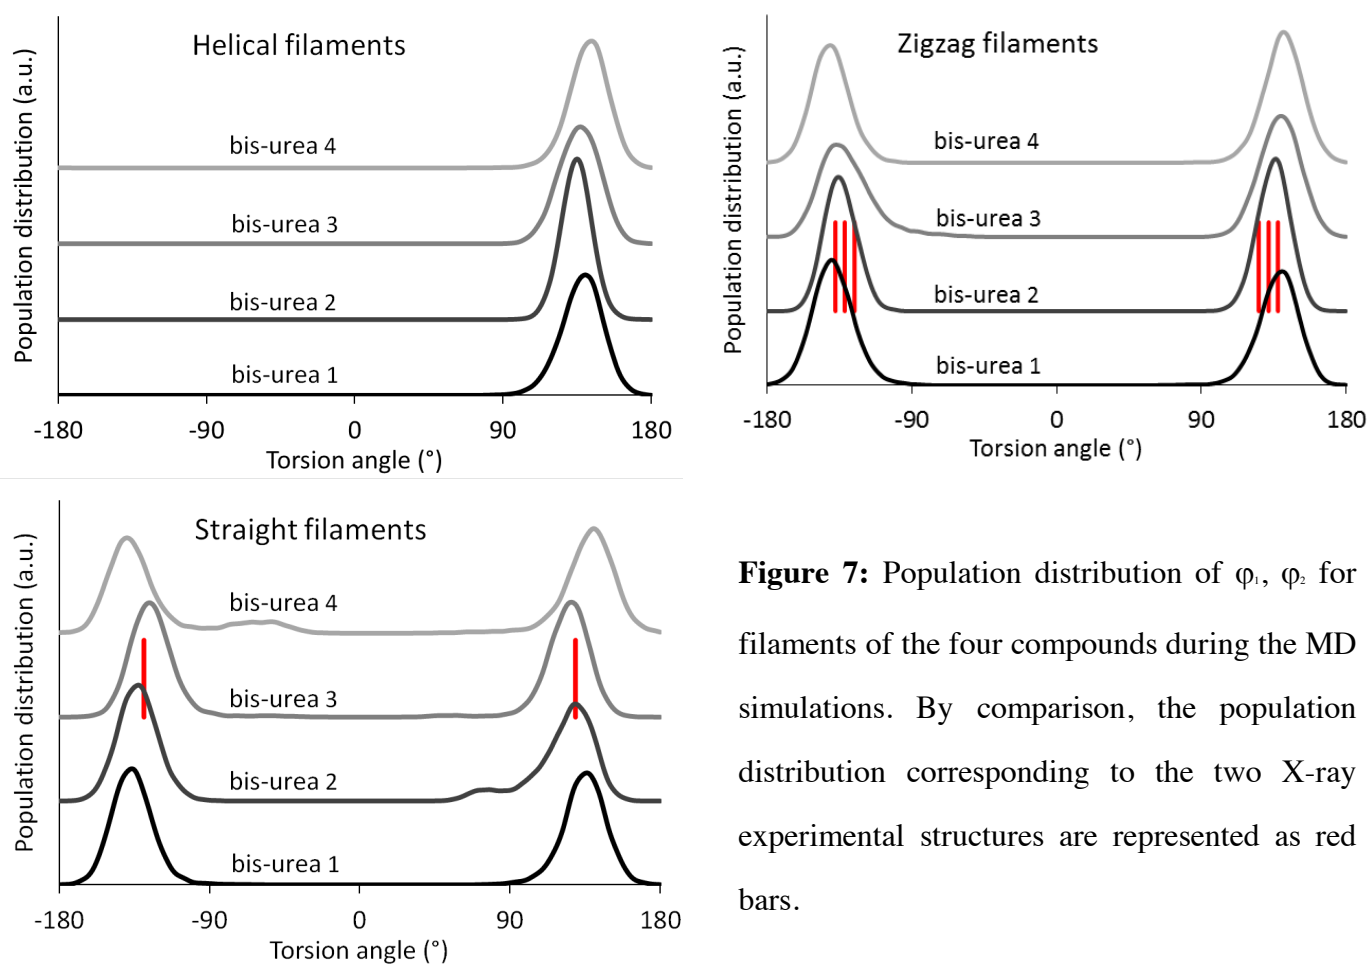 Helical filaments
Population distribution (a.u.)
bis-urea 4
bis-urea 3
bis-urea 2
bis-urea 1
-180 -90 0 90 180
Torsion angle (°)
Zigzag filaments
Population distribution (a.u.)
bis-urea 4
bis-urea 3
bis-urea 2
bis-urea 1
-180 -90 0 90 180
Torsion angle (°)
Straight filaments
Population distribution (a.u.)
bis-urea 4
bis-urea 3
bis-urea 2
bis-urea 1
-180 -90 0 90 180
Torsion angle (°)
Figure 7: Population distribution of φ₁, φ₂ for
filaments of the four compounds during the MD
simulations. By comparison, the population
distribution corresponding to the two X-ray
experimental structures are represented as red
bars.